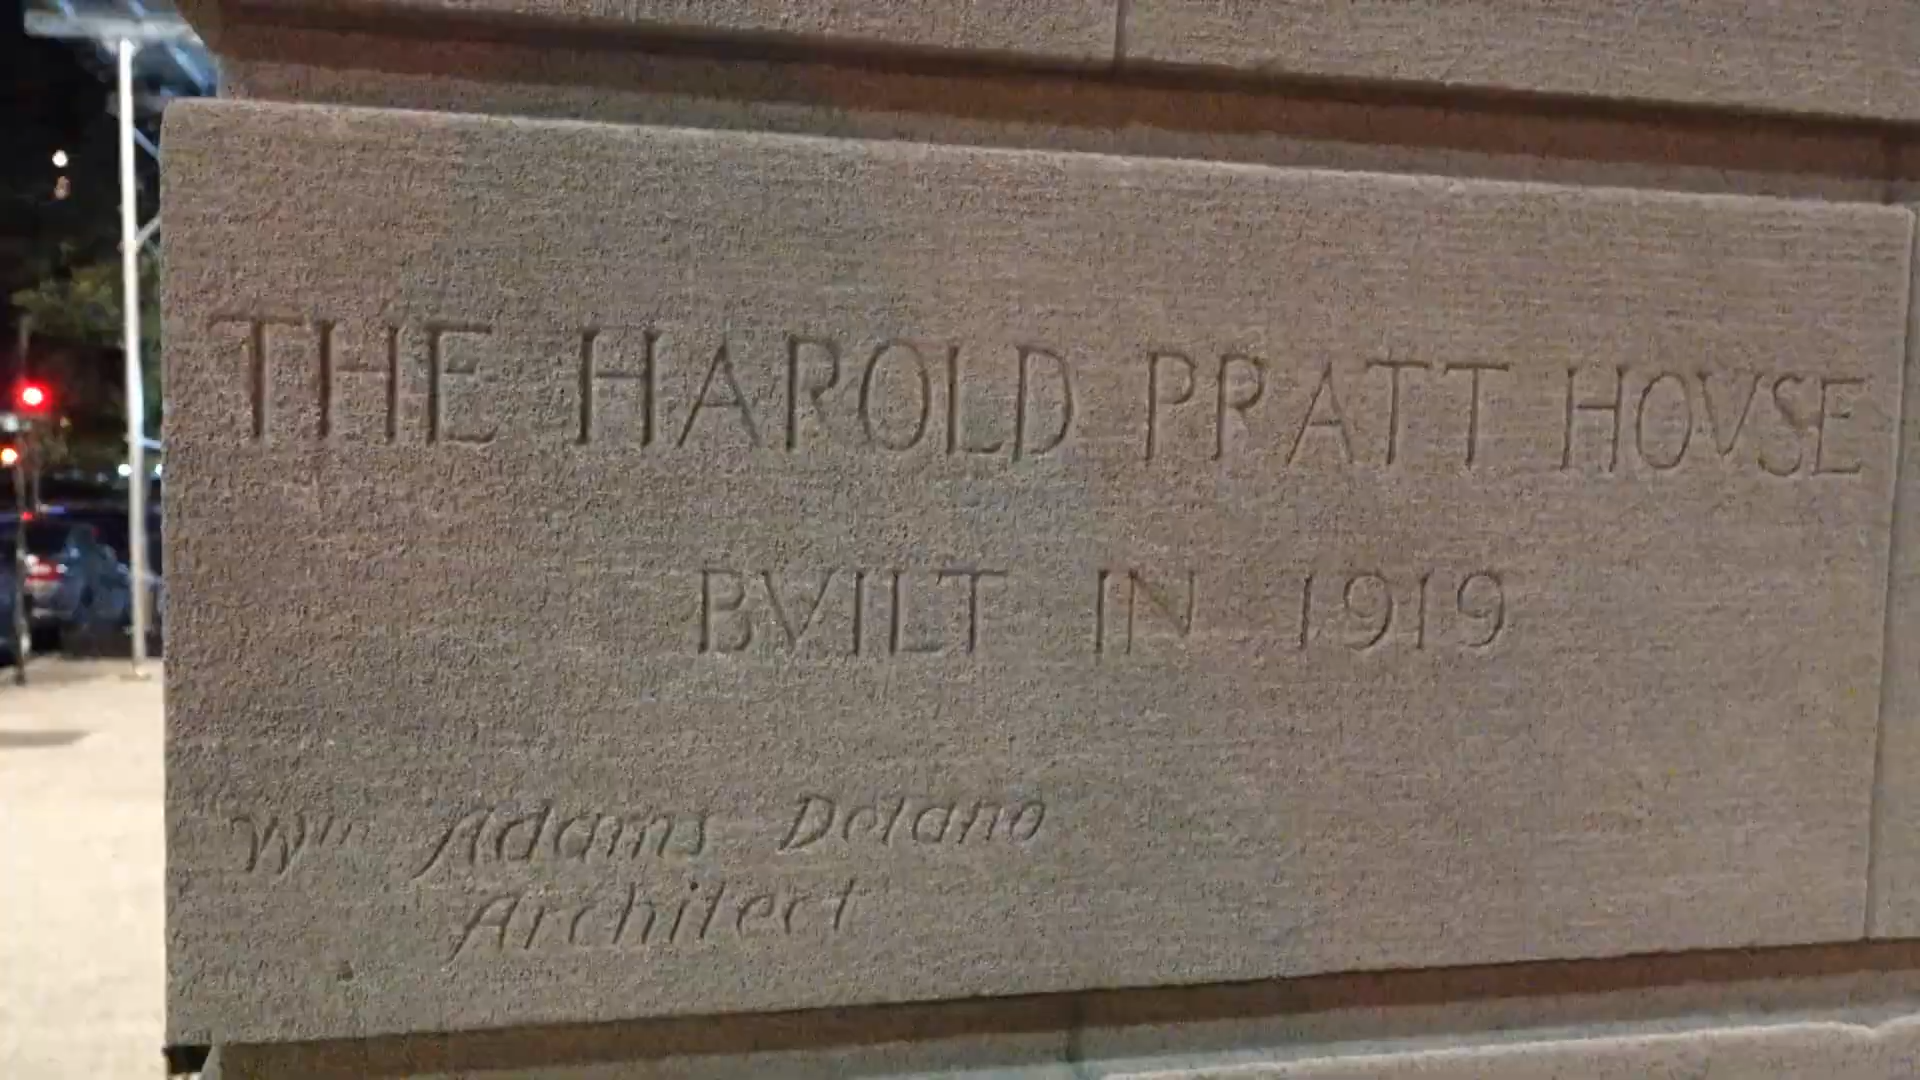 THE HAROLD PRATT HOVSE
BVILT IN 1919
Wm Adams Delano
Architect